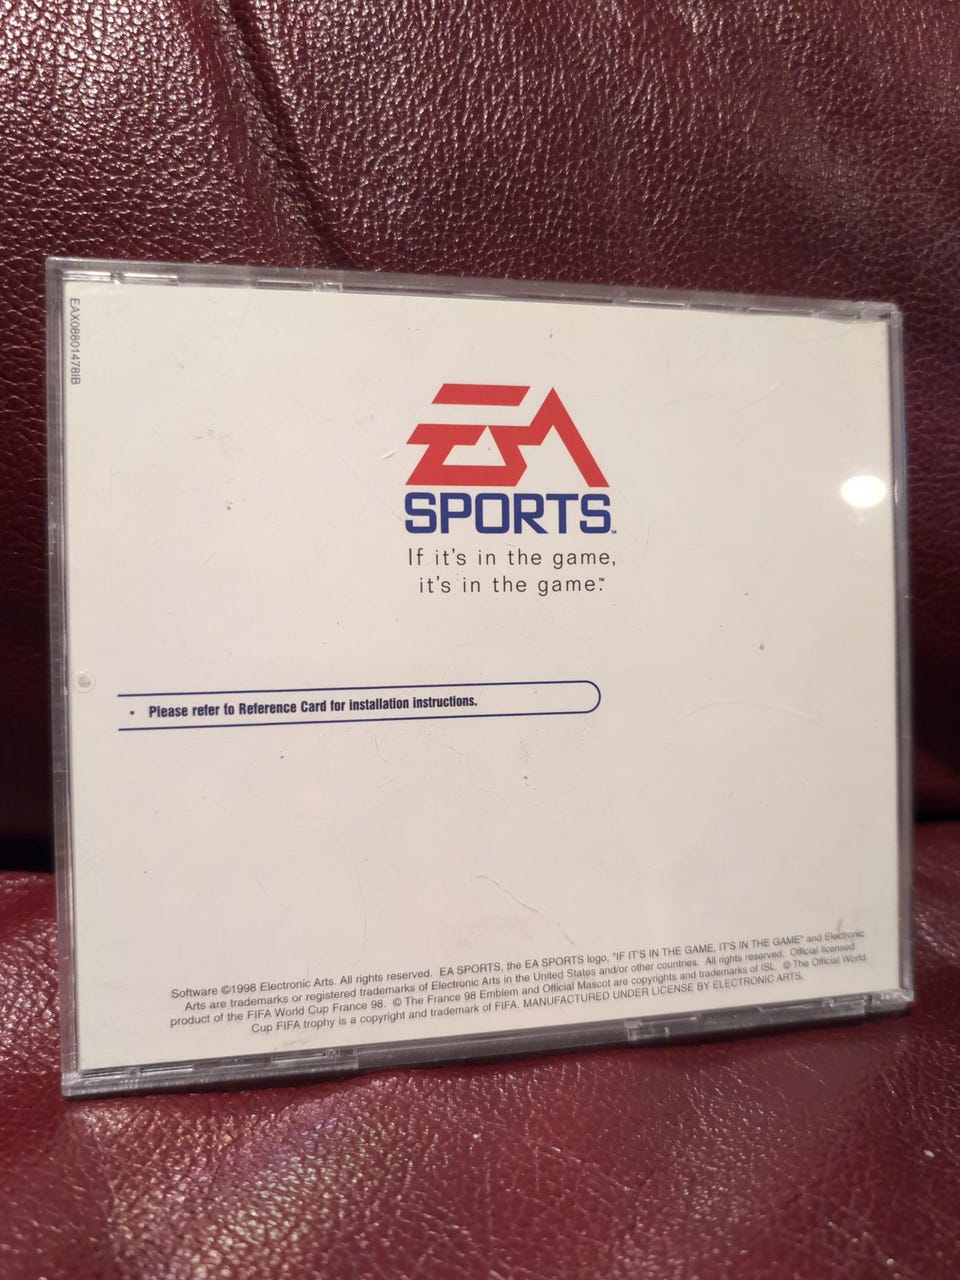 EAX08801478IB
EA
SPORTS™
If it's in the game,
it's in the game.™
• Please refer to Reference Card for installation instructions.
Software ©1998 Electronic Arts. All rights reserved. EA SPORTS, the EA SPORTS logo, "IF IT'S IN THE GAME, IT'S IN THE GAME" and Electronic
Arts are trademarks or registered trademarks of Electronic Arts in the United States and/or other countries. All rights reserved. Official licensed
product of the FIFA World Cup France 98. © The France 98 Emblem and Official Mascot are copyrights and trademarks of ISL. © The Official World
Cup FIFA trophy is a copyright and trademark of FIFA. MANUFACTURED UNDER LICENSE BY ELECTRONIC ARTS.